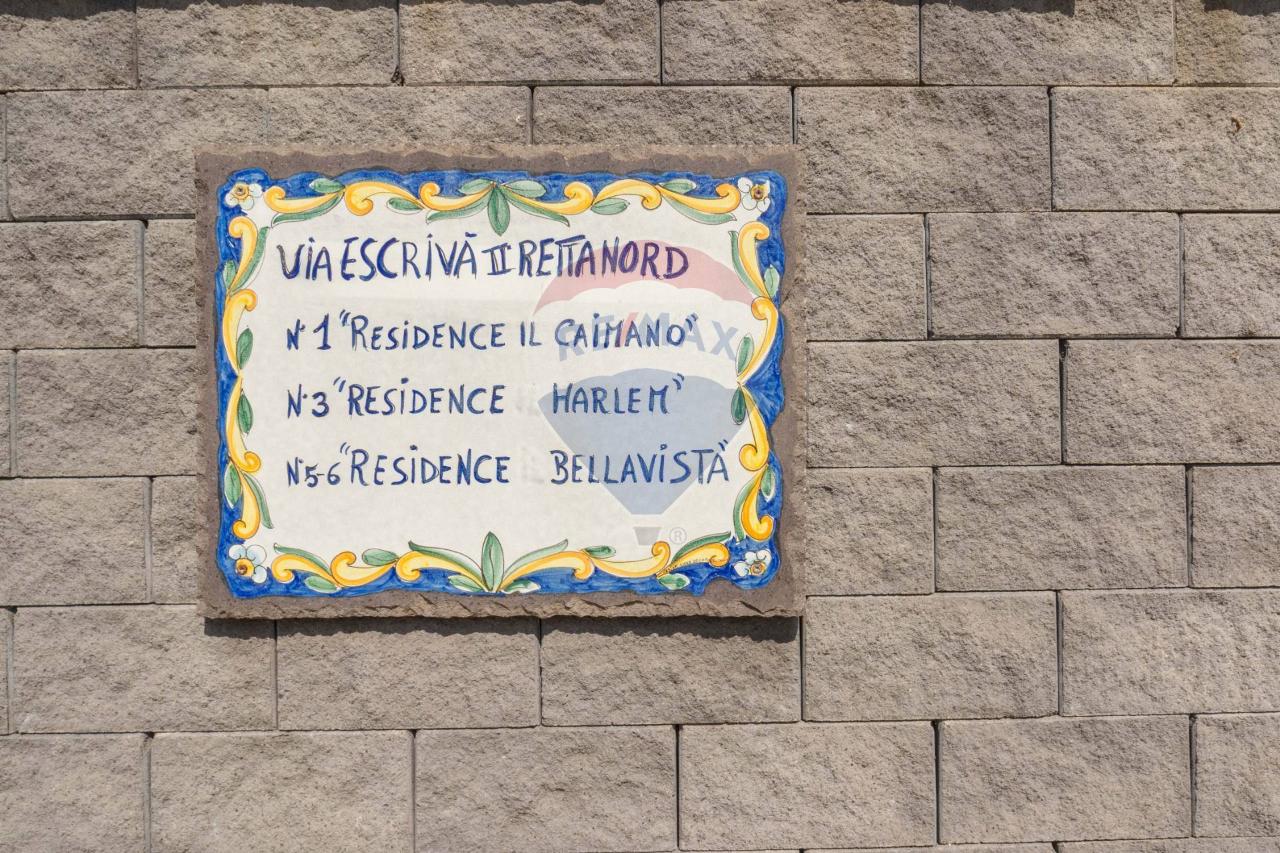 VIA ESCRIVÀ II RETTA NORD
N° 1 "RESIDENCE IL CAIMANO"
N° 3 "RESIDENCE HARLEM"
N° 5-6 "RESIDENCE BELLAVISTA"
RE/MAX
®